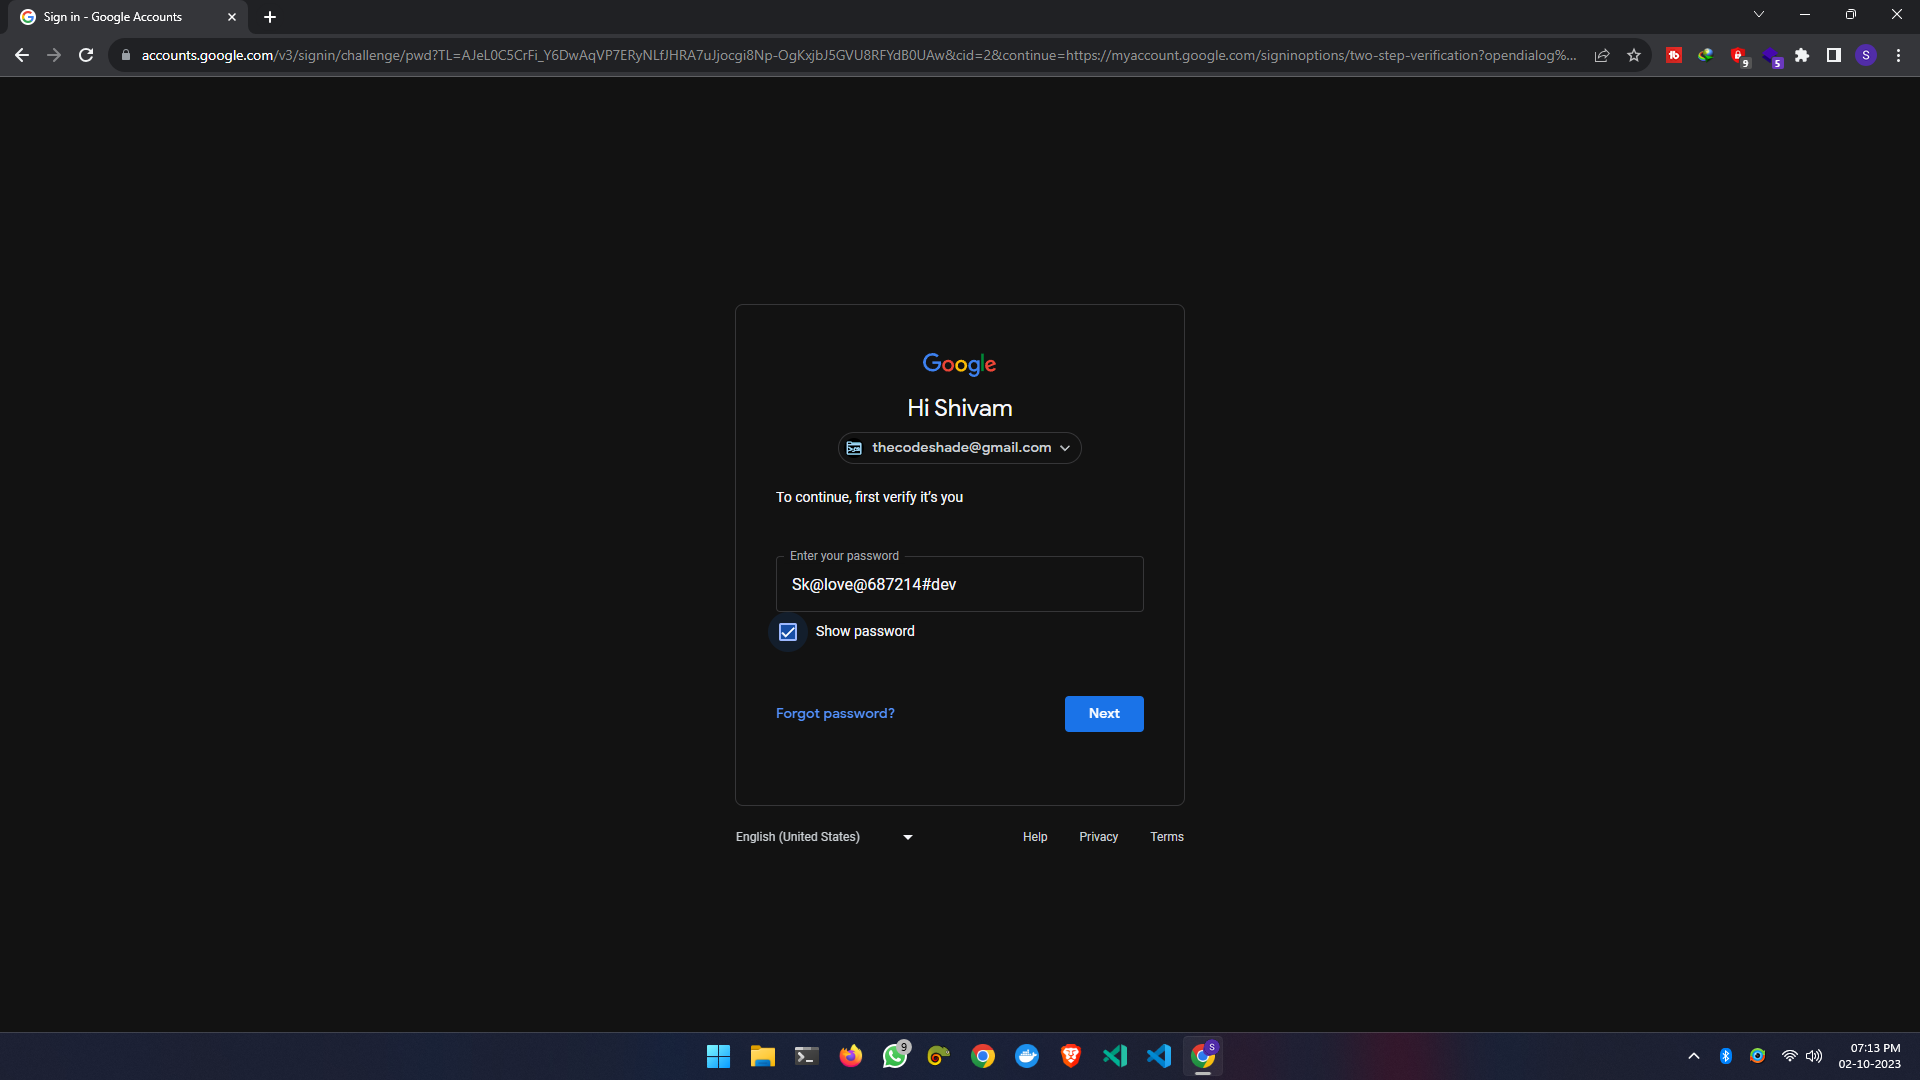 Sign in - Google Accounts
accounts.google.com/v3/signin/challenge/pwd?TL=AJeL0C5CrFi_Y6DwAqVP7ERyNLfJHRA7uJjocgi8Np-OgKxjbJ5GVU8RFYdB0UAw&cid=2&continue=https://myaccount.google.com/signinoptions/two-step-verification?opendialog%...
9
5
S
Google
Hi Shivam
thecodeshade@gmail.com
To continue, first verify it’s you
Enter your password
Sk@love@687214#dev
Show password
Forgot password?
Next
English (United States)
Help
Privacy
Terms
9
S
07:13 PM
02-10-2023